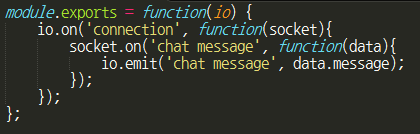 module.exports = function(io) {
    io.on('connection', function(socket){
        socket.on('chat message', function(data){
            io.emit('chat message', data.message);
        });
    });
};